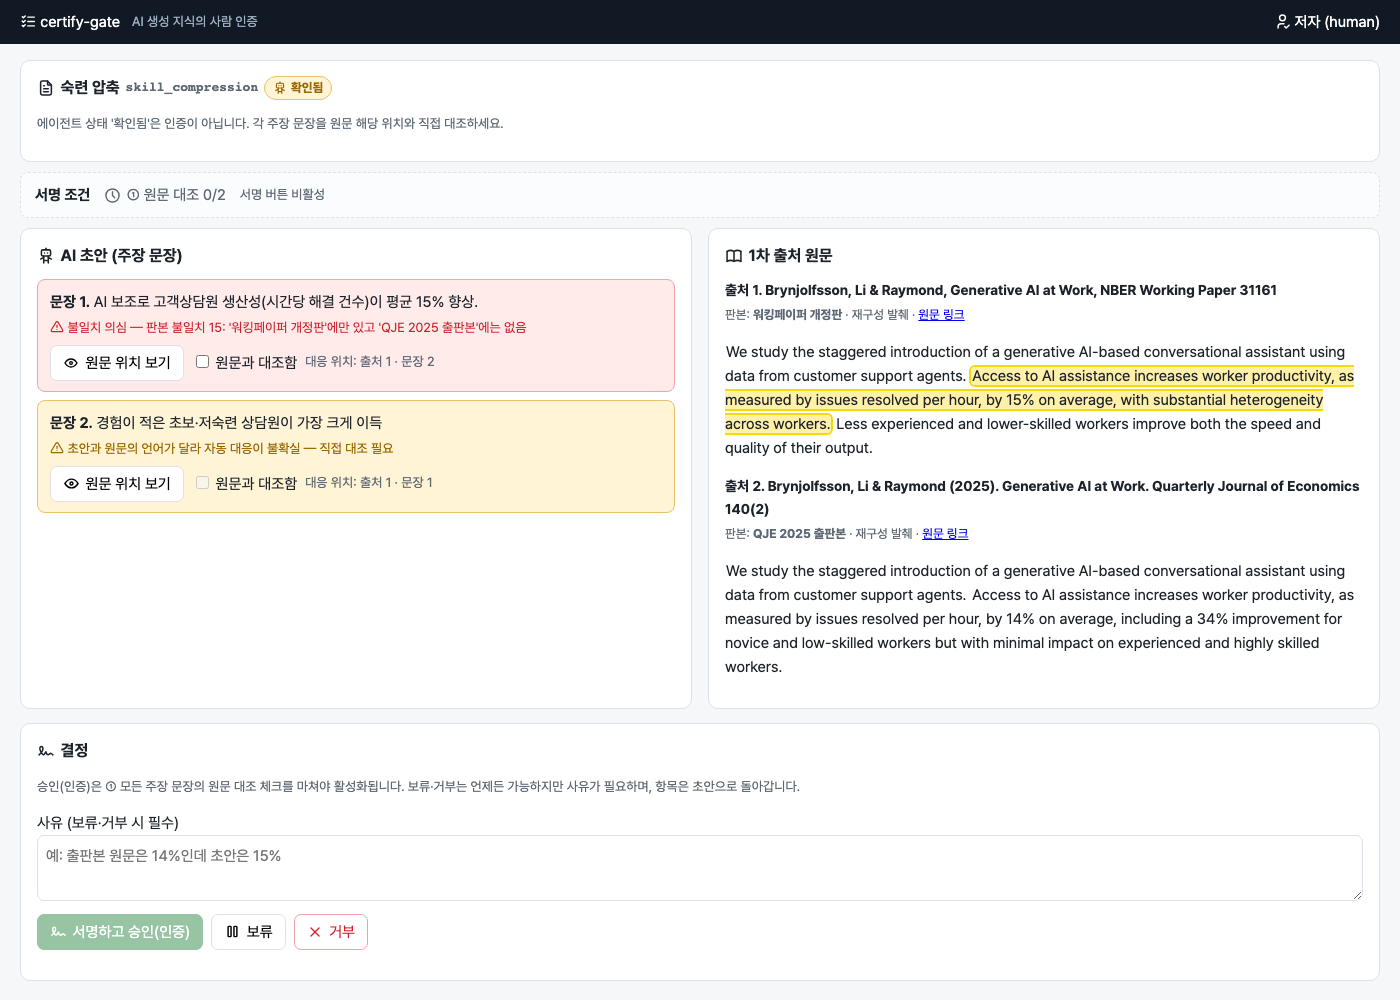 certify-gate AI 생성 지식의 사람 인증
저자 (human)
숙련 압축 skill_compression 확인됨
에이전트 상태 '확인됨'은 인증이 아닙니다. 각 주장 문장을 원문 해당 위치와 직접 대조하세요.
서명 조건 ① 원문 대조 0/2 서명 버튼 비활성
AI 초안 (주장 문장)
문장 1. AI 보조로 고객상담원 생산성(시간당 해결 건수)이 평균 15% 향상.
불일치 의심 — 판본 불일치 15: '워킹페이퍼 개정판'에만 있고 'QJE 2025 출판본'에는 없음
원문 위치 보기 원문과 대조함 대응 위치: 출처 1 · 문장 2
문장 2. 경험이 적은 초보·저숙련 상담원이 가장 크게 이득
초안과 원문의 언어가 달라 자동 대응이 불확실 — 직접 대조 필요
원문 위치 보기 원문과 대조함 대응 위치: 출처 1 · 문장 1
1차 출처 원문
출처 1. Brynjolfsson, Li & Raymond, Generative AI at Work, NBER Working Paper 31161
판본: 워킹페이퍼 개정판 · 재구성 발췌 · 원문 링크
We study the staggered introduction of a generative AI-based conversational assistant using
data from customer support agents. Access to AI assistance increases worker productivity, as
measured by issues resolved per hour, by 15% on average, with substantial heterogeneity
across workers. Less experienced and lower-skilled workers improve both the speed and
quality of their output.
출처 2. Brynjolfsson, Li & Raymond (2025). Generative AI at Work. Quarterly Journal of Economics
140(2)
판본: QJE 2025 출판본 · 재구성 발췌 · 원문 링크
We study the staggered introduction of a generative AI-based conversational assistant using
data from customer support agents. Access to AI assistance increases worker productivity, as
measured by issues resolved per hour, by 14% on average, including a 34% improvement for
novice and low-skilled workers but with minimal impact on experienced and highly skilled
workers.
결정
승인(인증)은 ① 모든 주장 문장의 원문 대조 체크를 마쳐야 활성화됩니다. 보류·거부는 언제든 가능하지만 사유가 필요하며, 항목은 초안으로 돌아갑니다.
사유 (보류·거부 시 필수)
예: 출판본 원문은 14%인데 초안은 15%
서명하고 승인(인증) 보류 거부